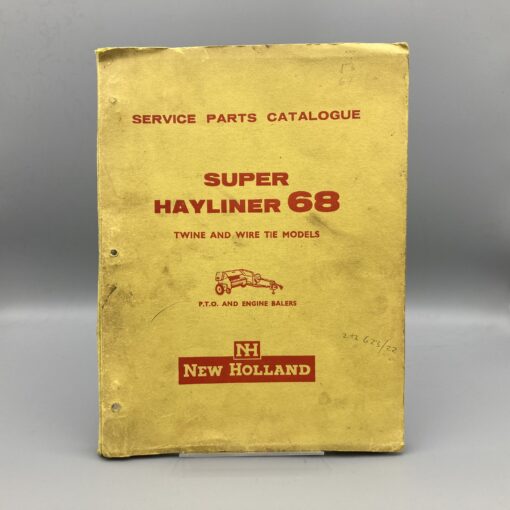 SERVICE PARTS CATALOGUE
SUPER
HAYLINER 68
TWINE AND WIRE TIE MODELS
P.T.O. AND ENGINE BALERS
NH
NEW HOLLAND